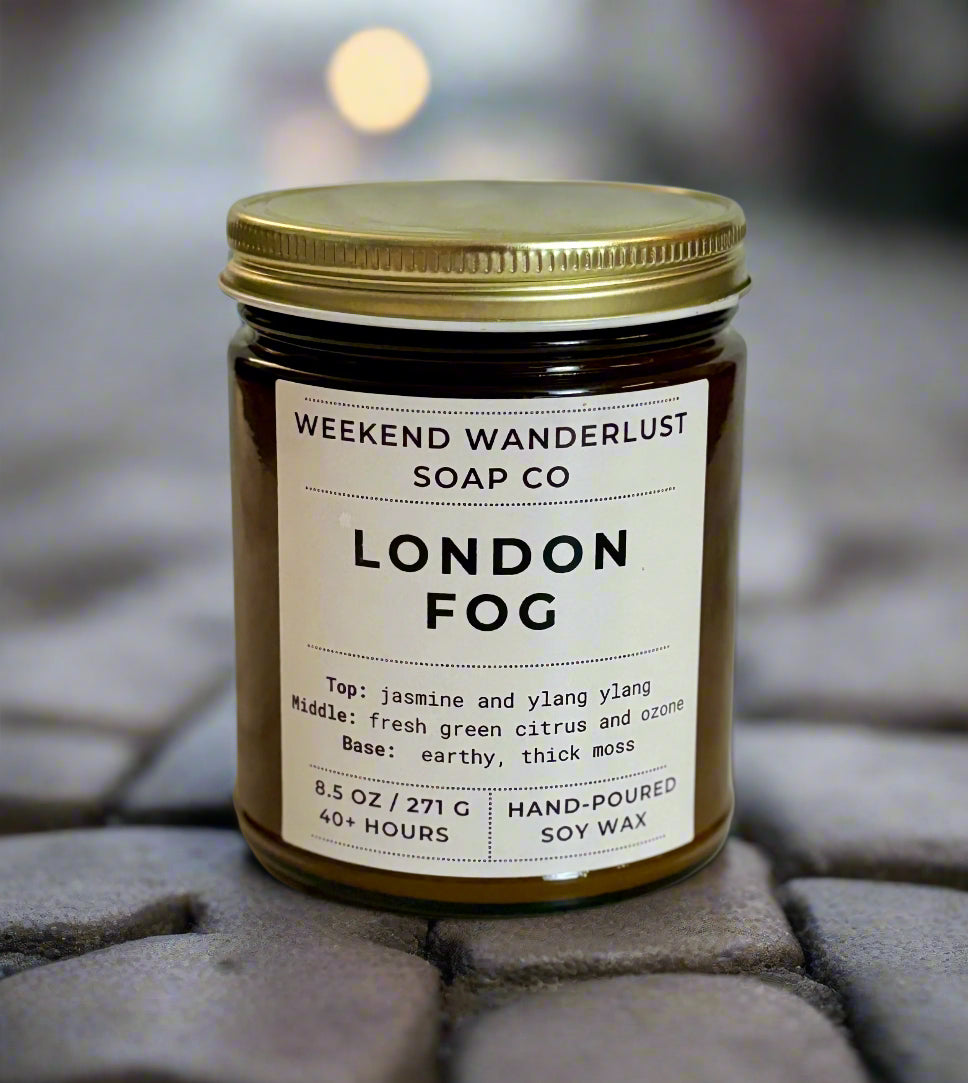 WEEKEND WANDERLUST
SOAP CO
LONDON
FOG
Top: jasmine and ylang ylang
Middle: fresh green citrus and ozone
Base: earthy, thick moss
8.5 OZ / 271 G
40+ HOURS
HAND-POURED
SOY WAX